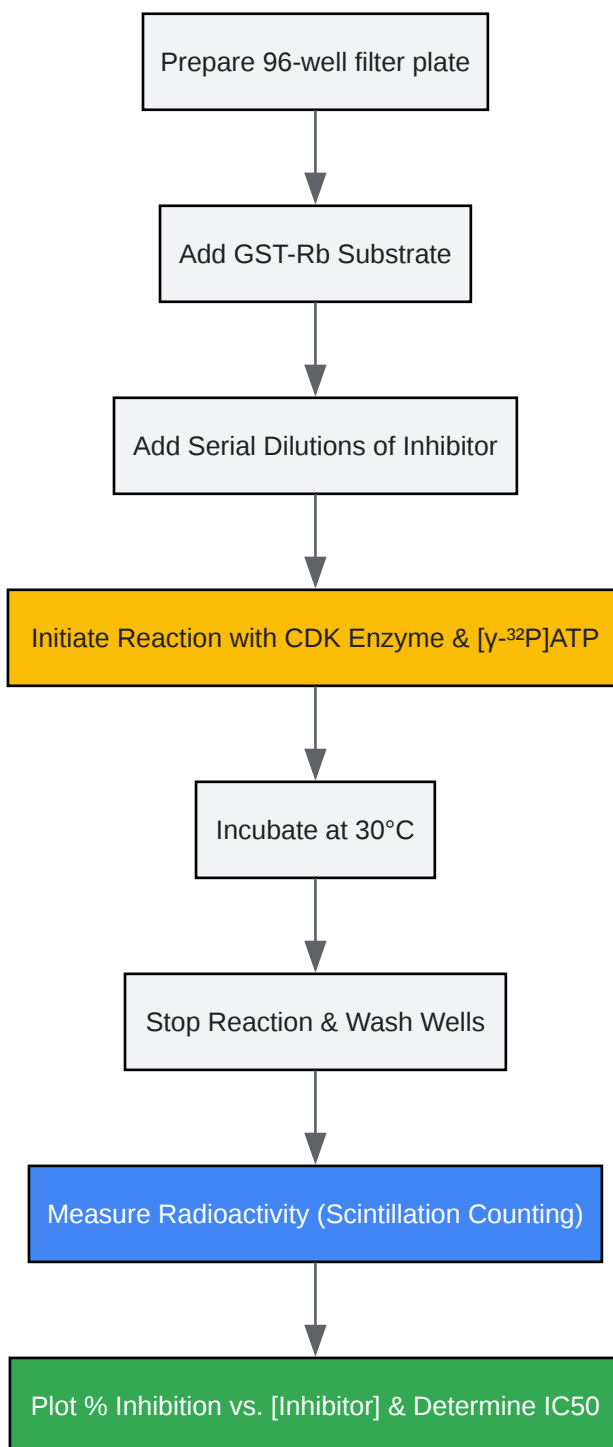 Prepare 96-well filter plate
Add GST-Rb Substrate
Add Serial Dilutions of Inhibitor
Initiate Reaction with CDK Enzyme & [γ-³²P]ATP
Incubate at 30°C
Stop Reaction & Wash Wells
Measure Radioactivity (Scintillation Counting)
Plot % Inhibition vs. [Inhibitor] & Determine IC50